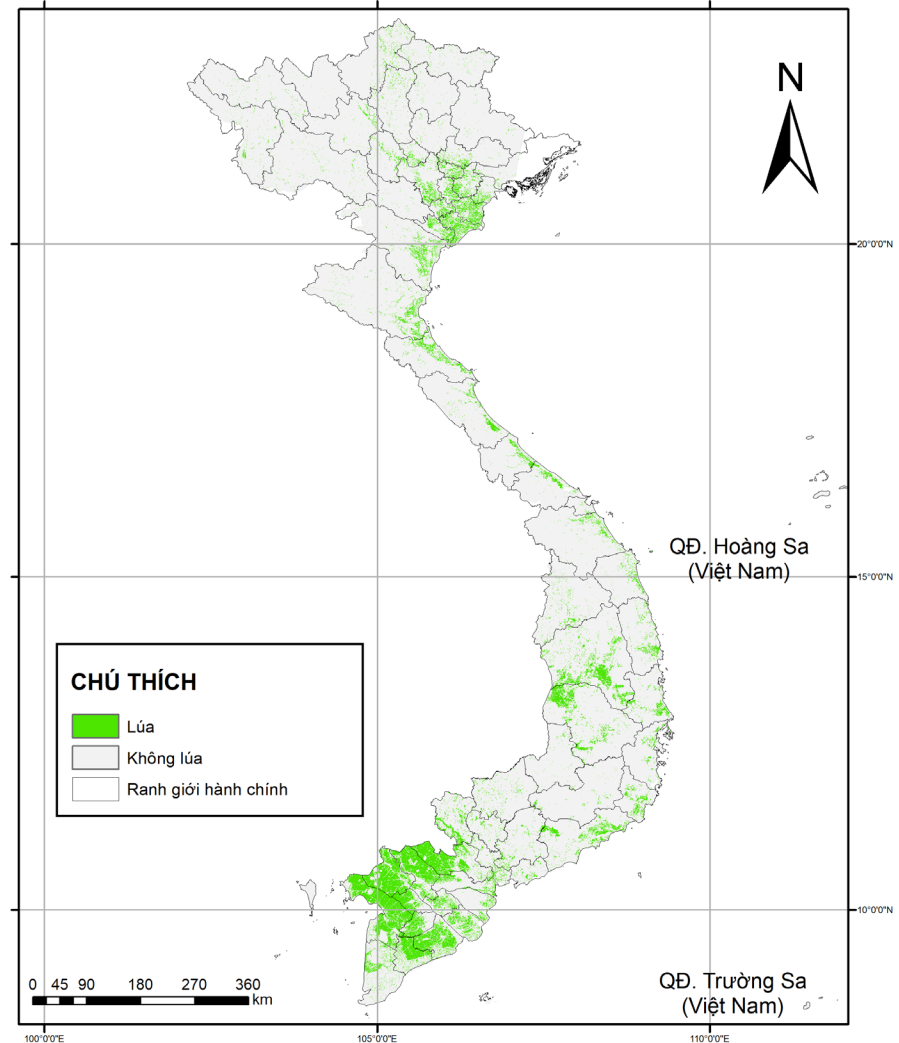 N
20°0'0"N
QĐ. Hoàng Sa
(Việt Nam)
15°0'0"N
CHÚ THÍCH
Lúa
Không lúa
Ranh giới hành chính
10°0'0"N
0 45 90 180 270 360
km
QĐ. Trường Sa
(Việt Nam)
100°0'0"E 105°0'0"E 110°0'0"E